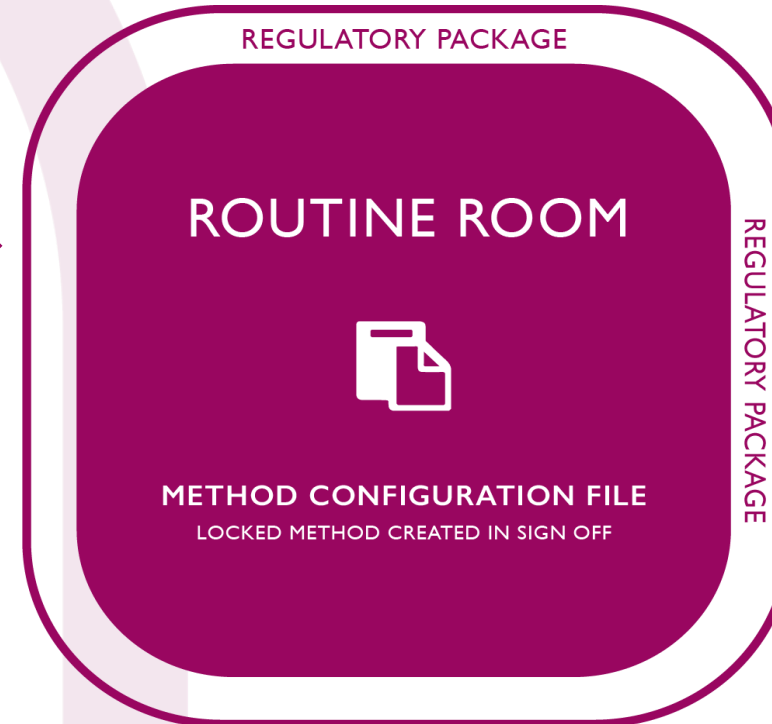 REGULATORY PACKAGE
ROUTINE ROOM
REGULATORY PACKAGE
METHOD CONFIGURATION FILE
LOCKED METHOD CREATED IN SIGN OFF